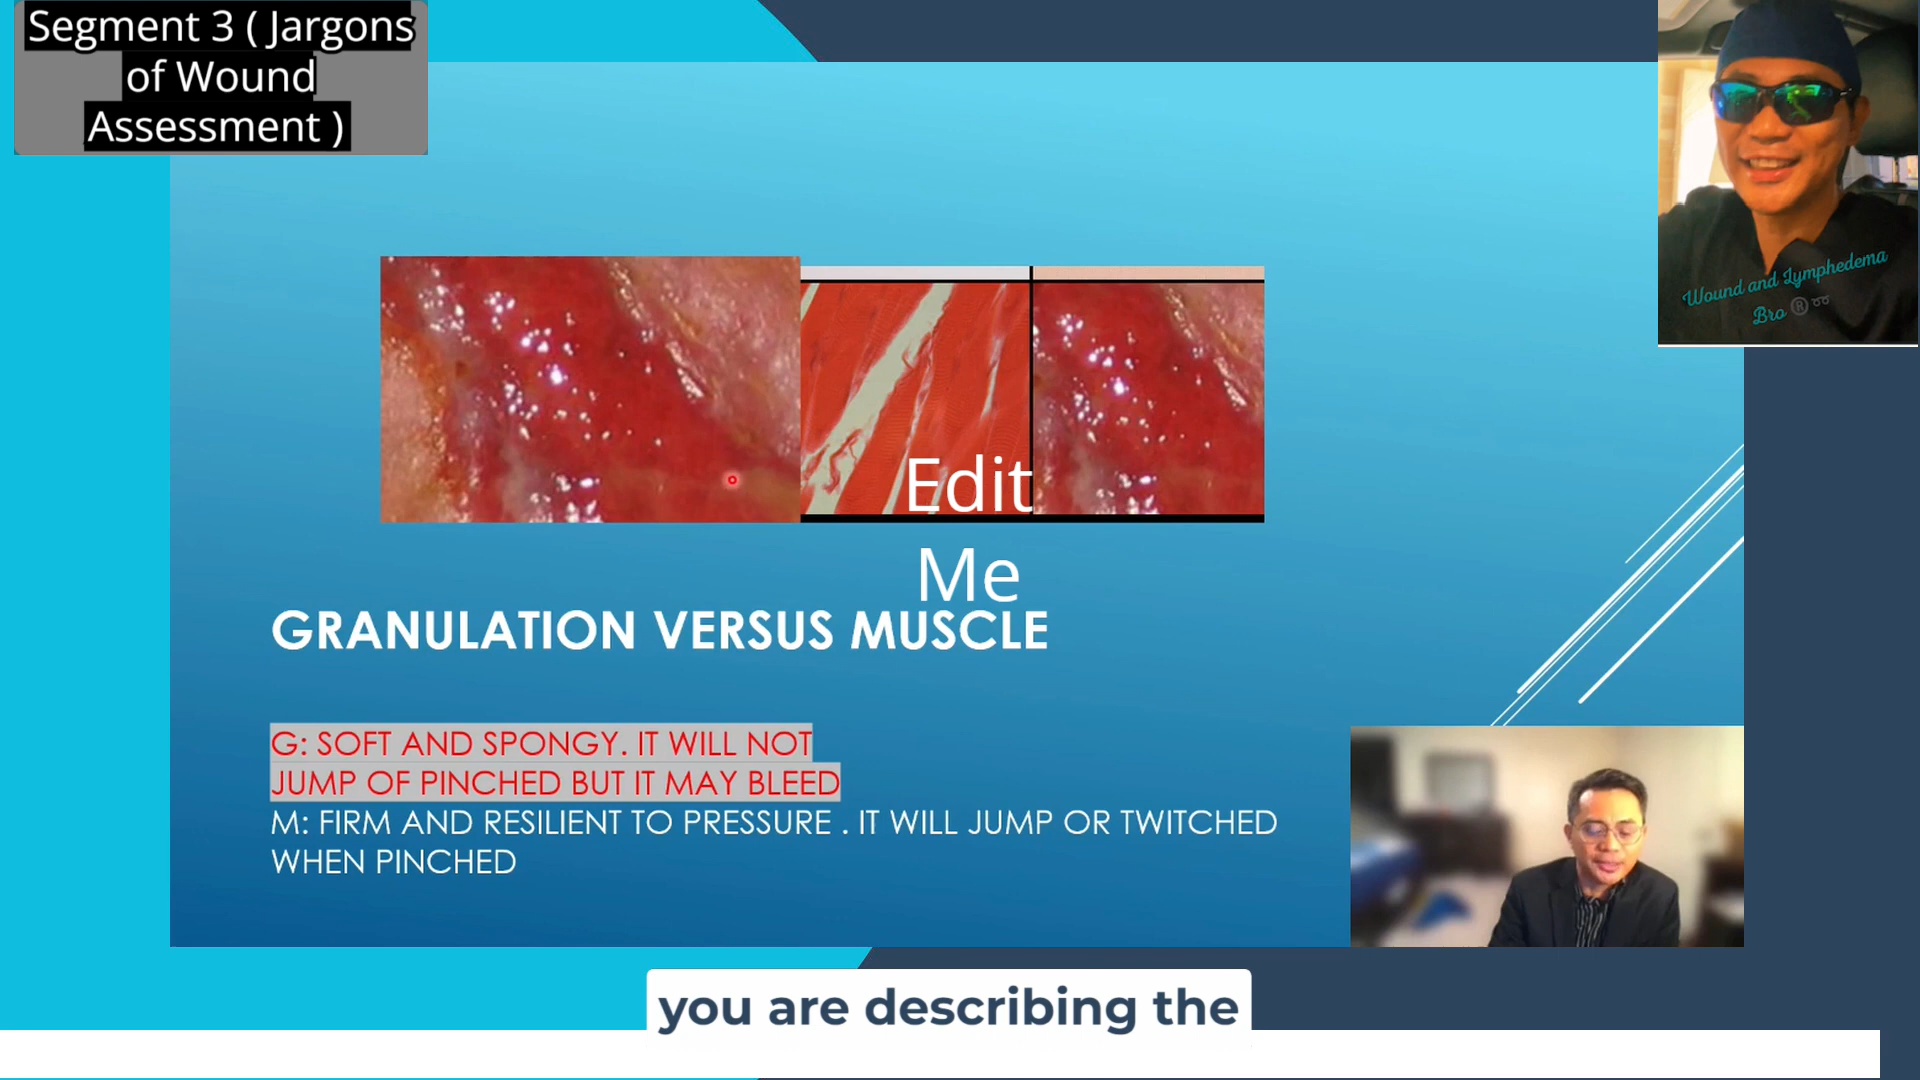 Segment 3 ( Jargons
of Wound
Assessment )
Wound and Lymphedema
Bro ®
Edit
Me
GRANULATION VERSUS MUSCLE
G: SOFT AND SPONGY. IT WILL NOT
JUMP OF PINCHED BUT IT MAY BLEED
M: FIRM AND RESILIENT TO PRESSURE . IT WILL JUMP OR TWITCHED
WHEN PINCHED
you are describing the